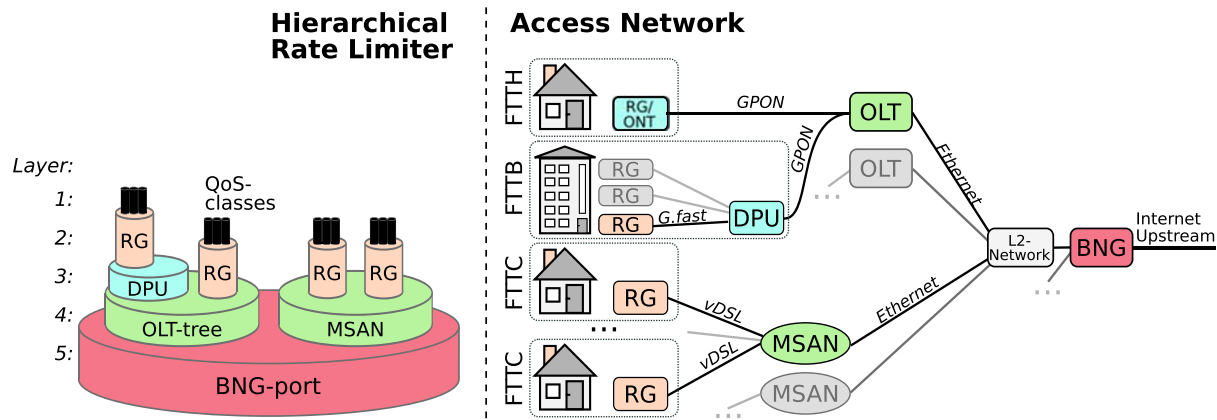 Hierarchical
Rate Limiter
Layer:
1:
2:
3:
4:
5:
QoS-
classes
RG
RG
RG
RG
DPU
OLT-tree
MSAN
BNG-port
Access Network
FTTH
RG/
ONT
GPON
OLT
FTTB
RG
RG
RG
G.fast
DPU
GPON
OLT
...
Ethernet
FTTC
RG
vDSL
...
FTTC
RG
vDSL
MSAN
MSAN
...
Ethernet
L2-
Network
BNG
...
Internet
Upstream